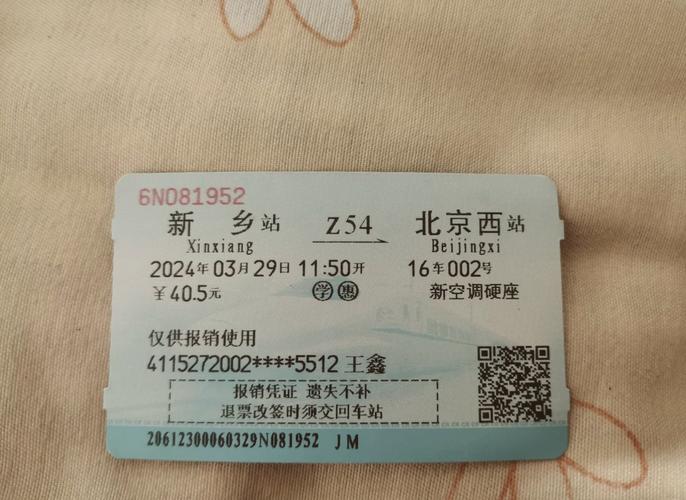 6N081952
新乡站 Z54 北京西站
Xinxiang Beijingxi
2024年03月29日 11:50开 16车002号
￥40.5元 学 惠 新空调硬座
仅供报销使用
4115272002****5512 王鑫
报销凭证 遗失不补
退票改签时须交回车站
20612300060329N081952 JM